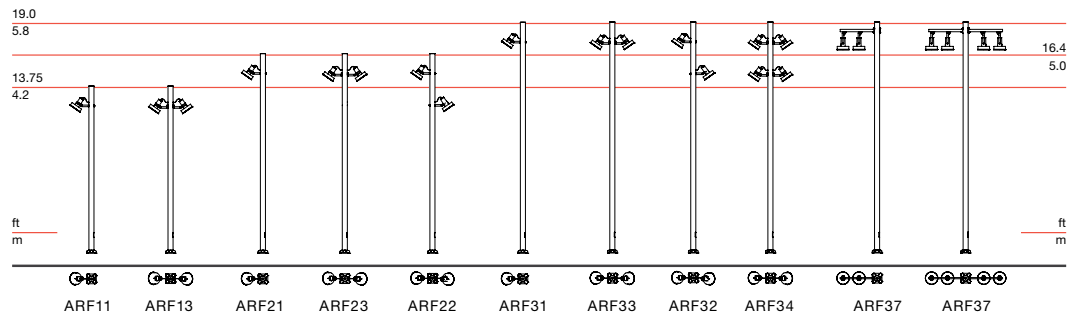 19.0
5.8
16.4
5.0
13.75
4.2
ft
m
ft
m
ARF11 ARF13 ARF21 ARF23 ARF22 ARF31 ARF33 ARF32 ARF34 ARF37 ARF37